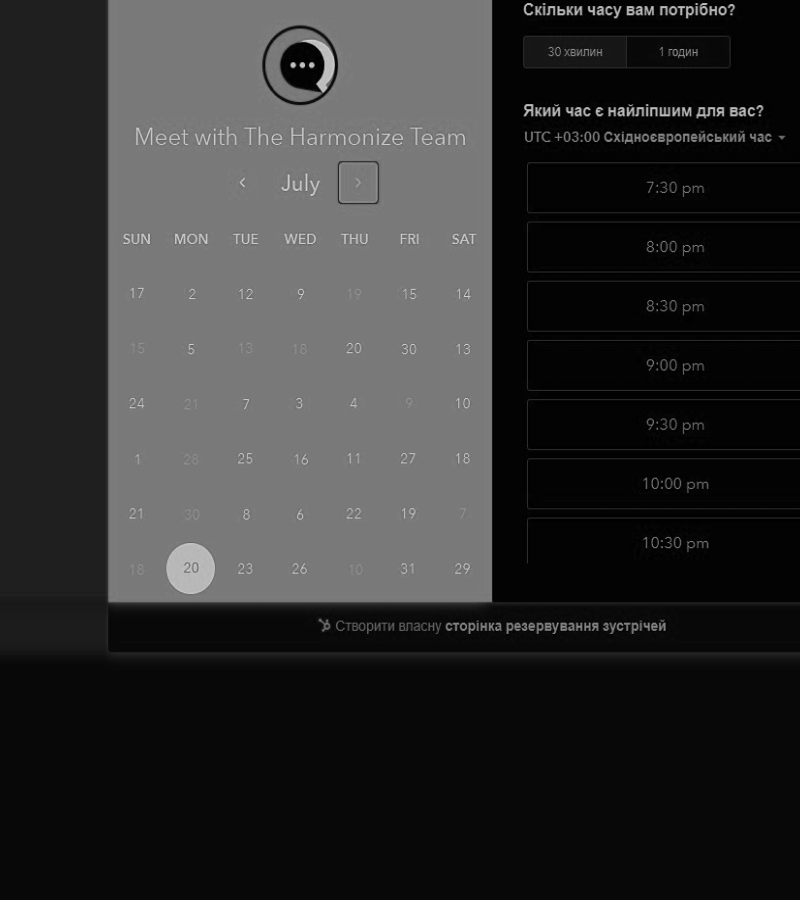 Meet with The Harmonize Team
July
SUN MON TUE WED THU FRI SAT
17 2 12 9 19 15 14
15 5 13 18 20 30 13
24 21 7 3 4 9 10
1 28 25 16 11 27 18
21 30 8 6 22 19 7
18 20 23 26 10 31 29
Скільки часу вам потрібно?
30 хвилин 1 годин
Який час є найліпшим для вас?
UTC +03:00 Східноєвропейський час
7:30 pm
8:00 pm
8:30 pm
9:00 pm
9:30 pm
10:00 pm
10:30 pm
Створити власну сторінка резервування зустрічей